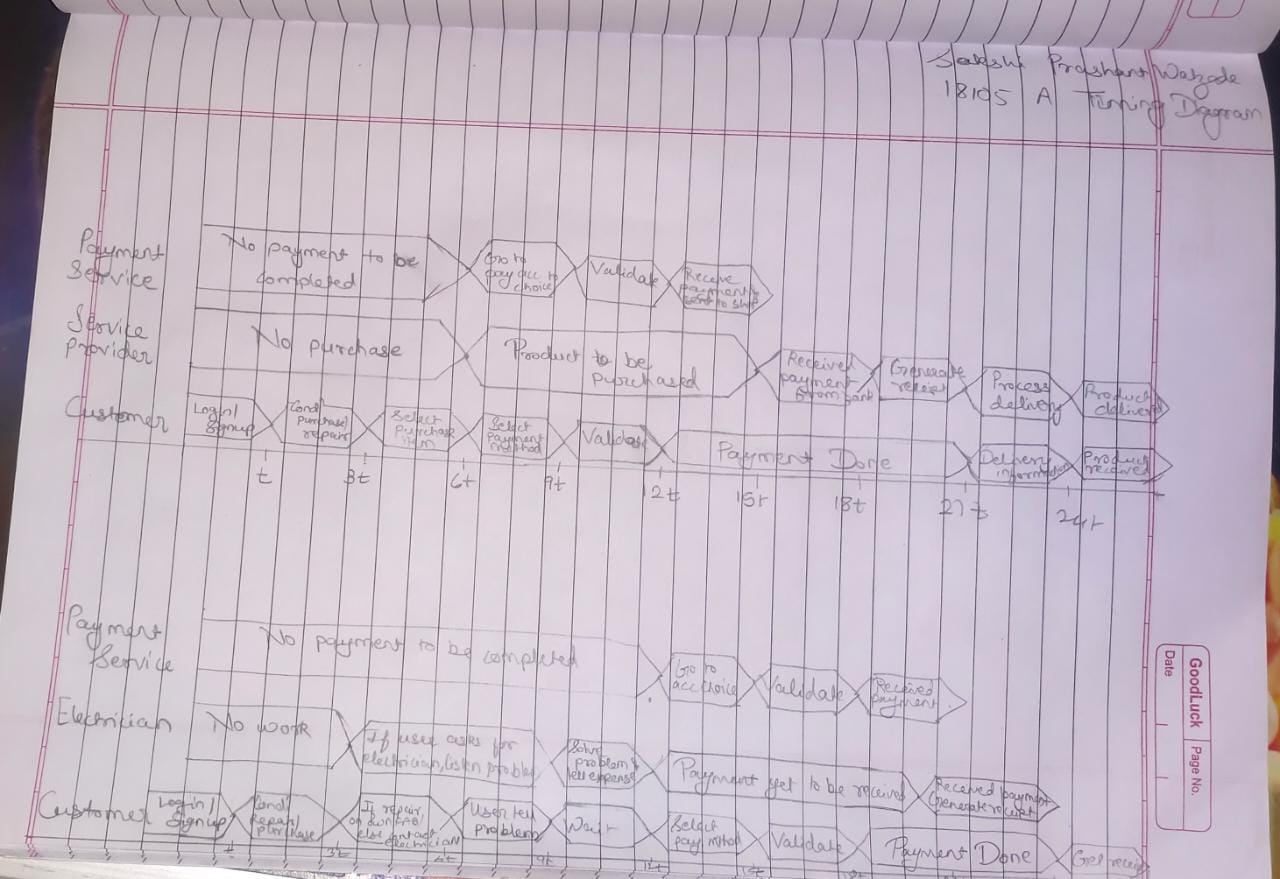 Sakshi Prashant Walzade
18105 A Timing Diagram
Payment
Service
No payment to be
completed
Go to
pay acc to
choice
Validate
Receive
payment &
sent to ship
Service
Provider
No purchase
Product to be
purchased
Received
payment
from bank
Generate
receipt
Process
delivery
Product
delivered
Customer
Login/
Signup
Cond
purchase/
repair
Select
Purchase
item
Select
Payment
method
Validate
Payment Done
Delivery
information
Product
received
t 3t 6t 9t 12t 15t 18t 21t 24t
Payment
Service
No payment to be completed
Go to
acc choice
Validate
Received
payment
Electrician
No work
If user asks for
electrician, listen problem
Solve
problem
tell expense
Payment yet to be received
Received payment
Generate receipt
Customer
Login/
Signup
Cond
Repair/
purchase
If repair
on own FAQ/
else contact
electrician
User tell
problem
Wait
Select
pay mthod
Validate
Payment Done
Get receipt
t 3t 6t 9t 12t 15t
GoodLuck
Page No.
Date